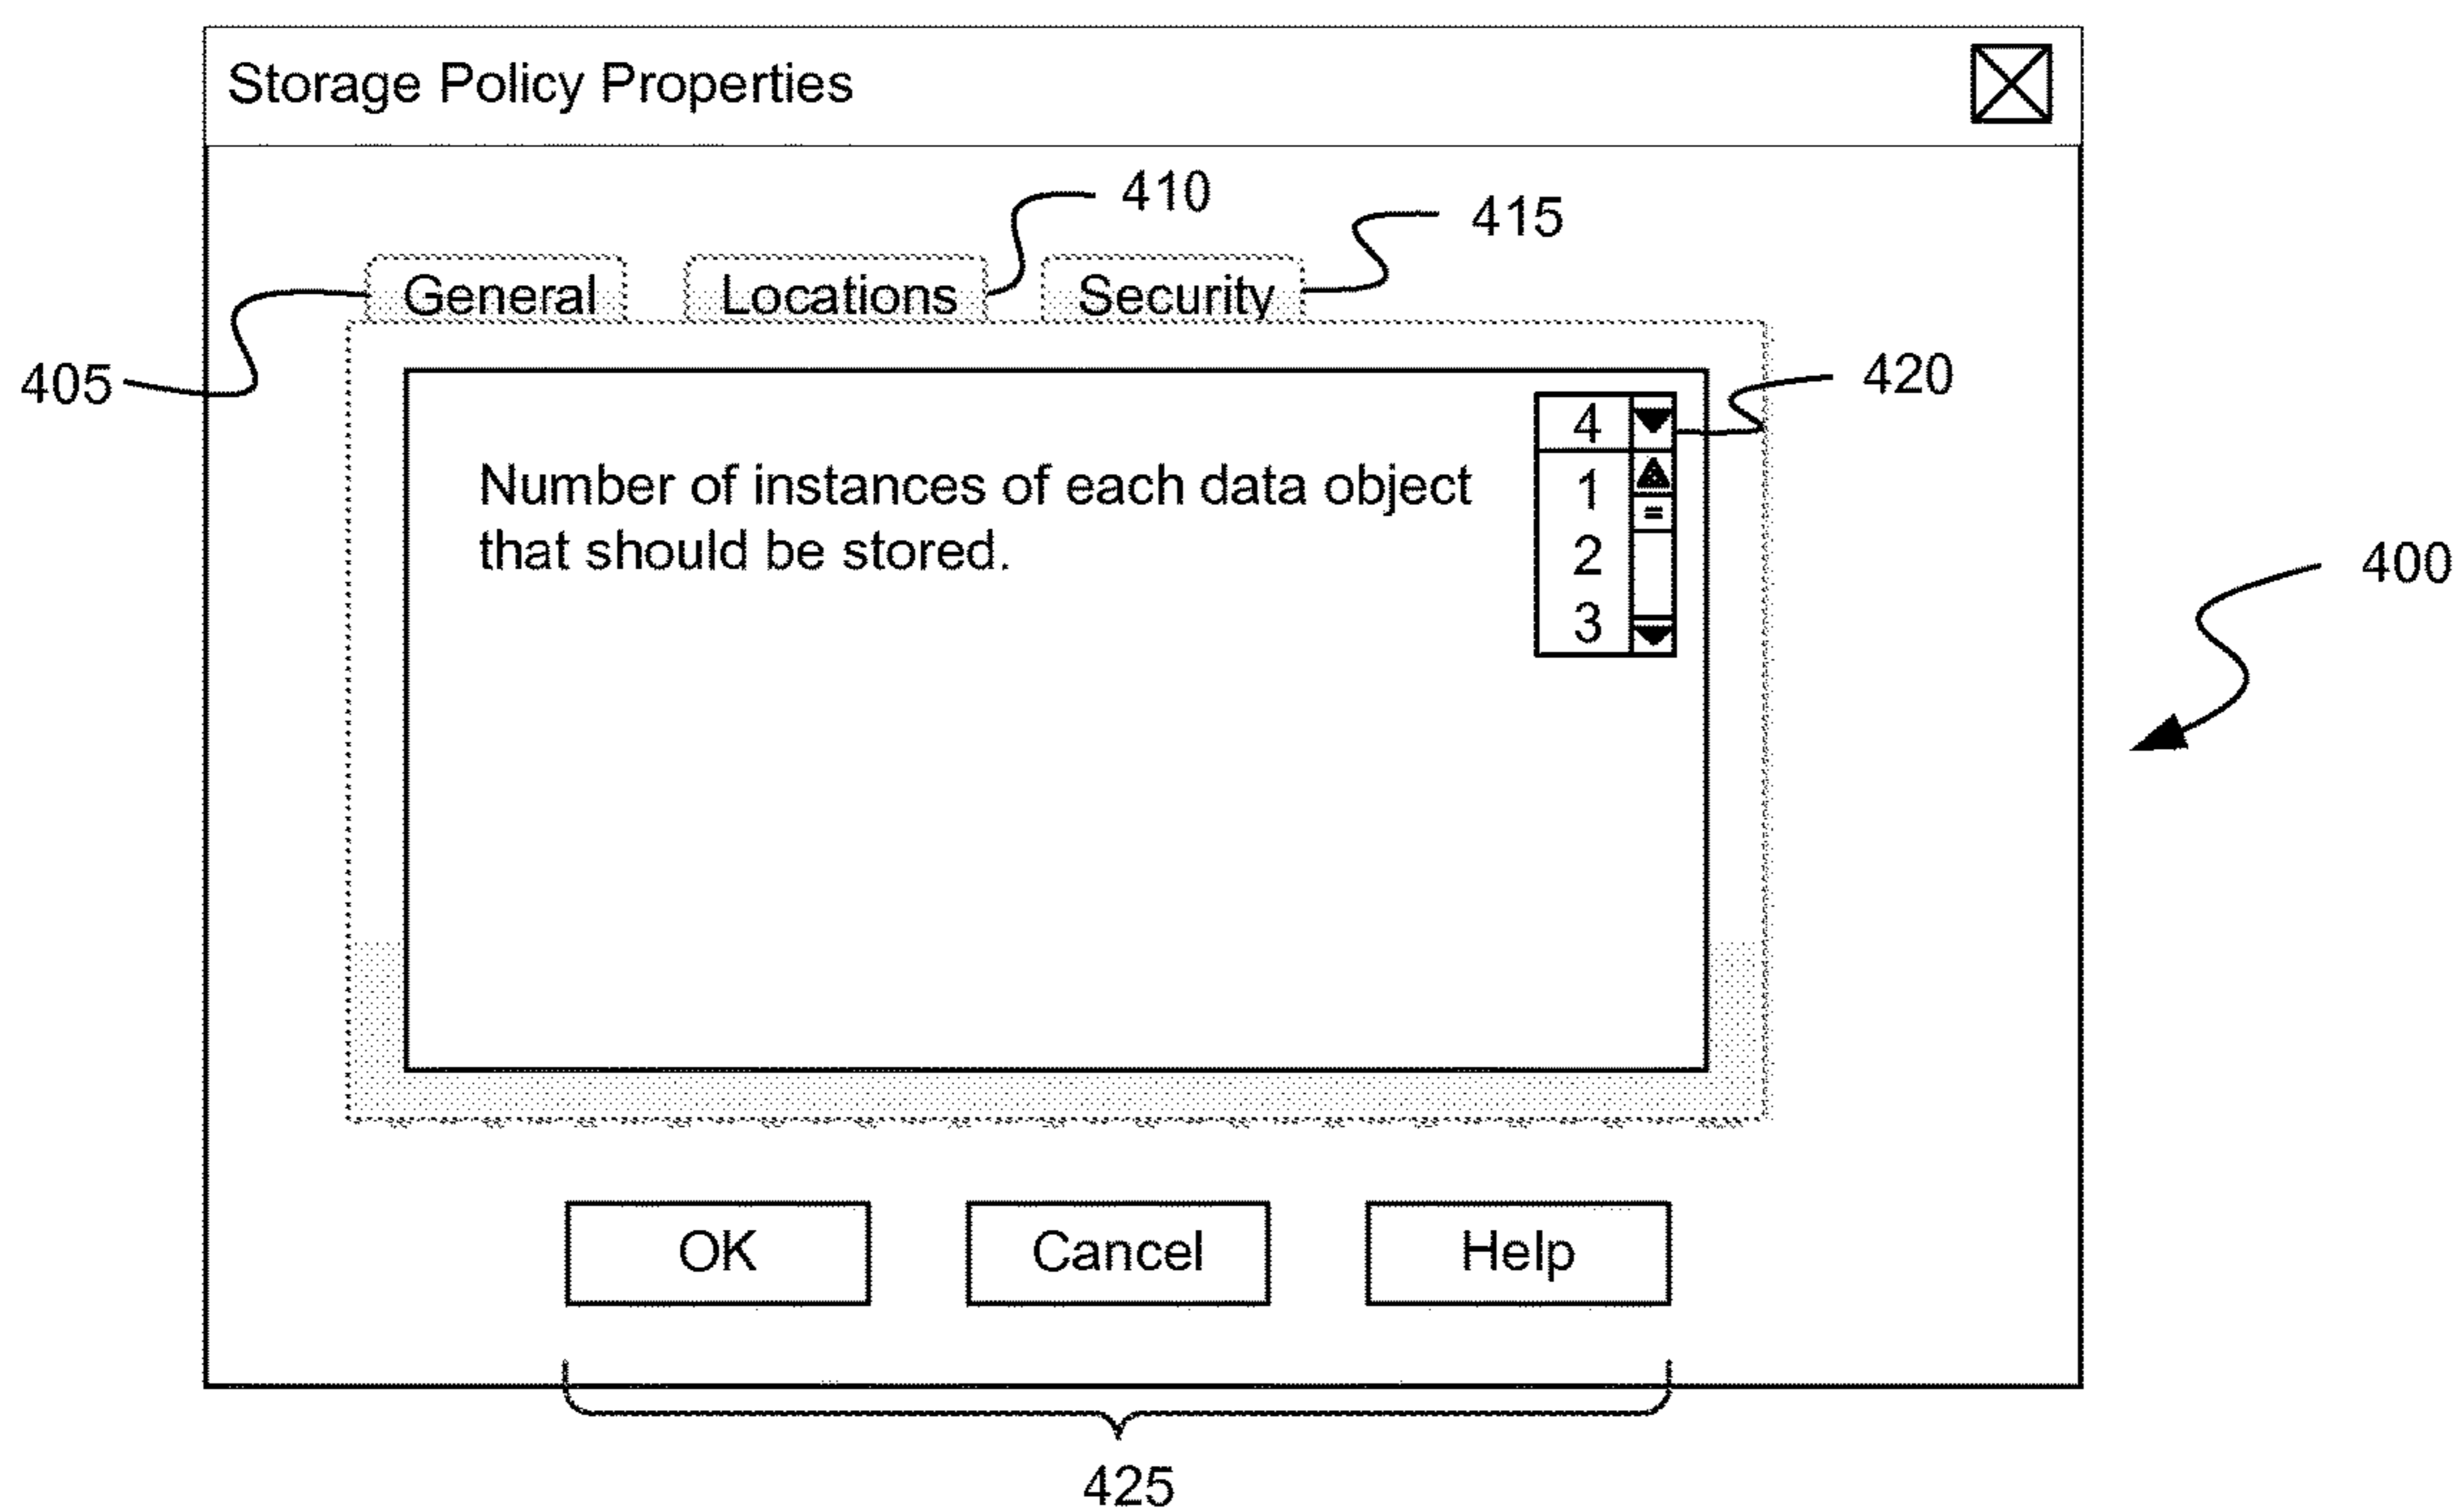 Storage Policy Properties
410
415
General Locations Security
405
420
4
Number of instances of each data object
that should be stored.
1
2
3
400
OK Cancel Help
425